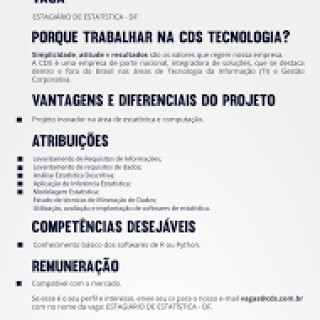 VAGA
ESTAGIÁRIO DE ESTATÍSTICA - DF
PORQUE TRABALHAR NA CDS TECNOLOGIA?
Simplicidade, atitude e resultados são os valores que regem nossa empresa.
A CDS é uma empresa de porte nacional, integradora de soluções, que se destaca
dentro e fora do Brasil nas áreas de Tecnologia da Informação (TI) e Gestão
Corporativa.
VANTAGENS E DIFERENCIAIS DO PROJETO
Projeto inovador na área de estatística e computação.
ATRIBUIÇÕES
Levantamento de Requisitos de Informações;
Levantamento de requisitos de dados;
Análise Estatística Descritiva;
Aplicação de Inferência Estatística;
Modelagem Estatística;
Estudo de técnicas de Mineração de Dados;
Utilização, avaliação e implantação de softwares de estatística.
COMPETÊNCIAS DESEJÁVEIS
Conhecimento básico dos softwares de R ou Python.
REMUNERAÇÃO
Compatível com o mercado.
Se esse é o seu perfil e interesse, envie seu cv para o nosso e-mail vagas@cds.com.br
com no nome da vaga: ESTAGIÁRIO DE ESTATÍSTICA - DF.